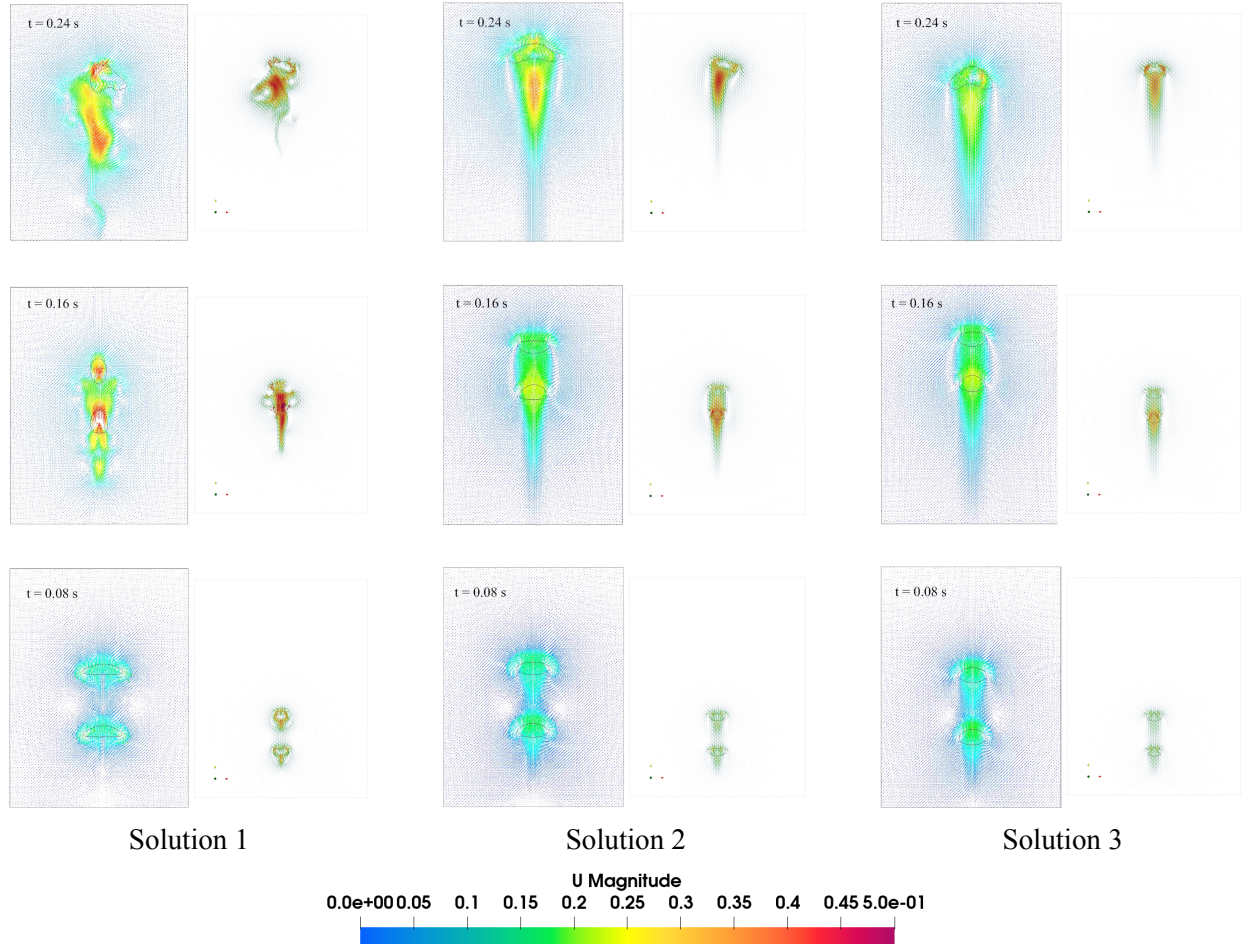 t = 0.24 s
t = 0.24 s
t = 0.24 s
t = 0.16 s
t = 0.16 s
t = 0.16 s
t = 0.08 s
t = 0.08 s
t = 0.08 s
Solution 1
Solution 2
Solution 3
U Magnitude
0.0e+00 0.05 0.1 0.15 0.2 0.25 0.3 0.35 0.4 0.45 5.0e-01